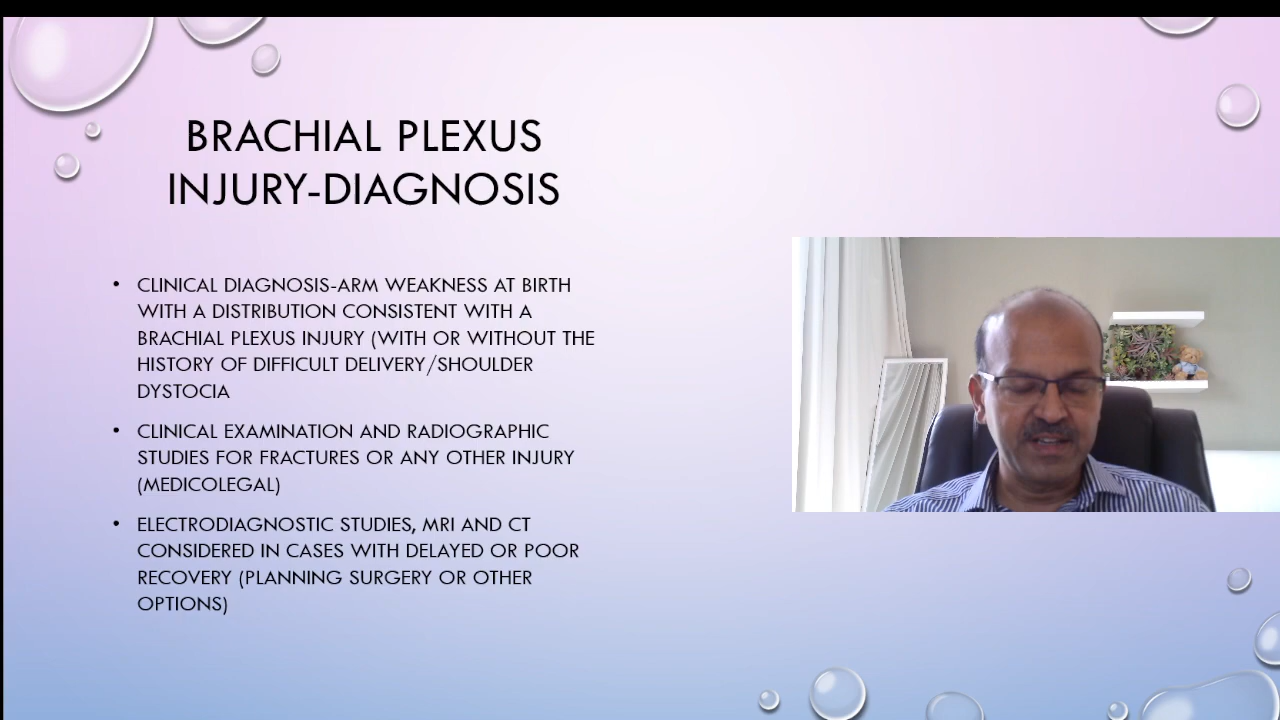 BRACHIAL PLEXUS
INJURY-DIAGNOSIS
• CLINICAL DIAGNOSIS-ARM WEAKNESS AT BIRTH
WITH A DISTRIBUTION CONSISTENT WITH A
BRACHIAL PLEXUS INJURY (WITH OR WITHOUT THE
HISTORY OF DIFFICULT DELIVERY/SHOULDER
DYSTOCIA
• CLINICAL EXAMINATION AND RADIOGRAPHIC
STUDIES FOR FRACTURES OR ANY OTHER INJURY
(MEDICOLEGAL)
• ELECTRODIAGNOSTIC STUDIES, MRI AND CT
CONSIDERED IN CASES WITH DELAYED OR POOR
RECOVERY (PLANNING SURGERY OR OTHER
OPTIONS)